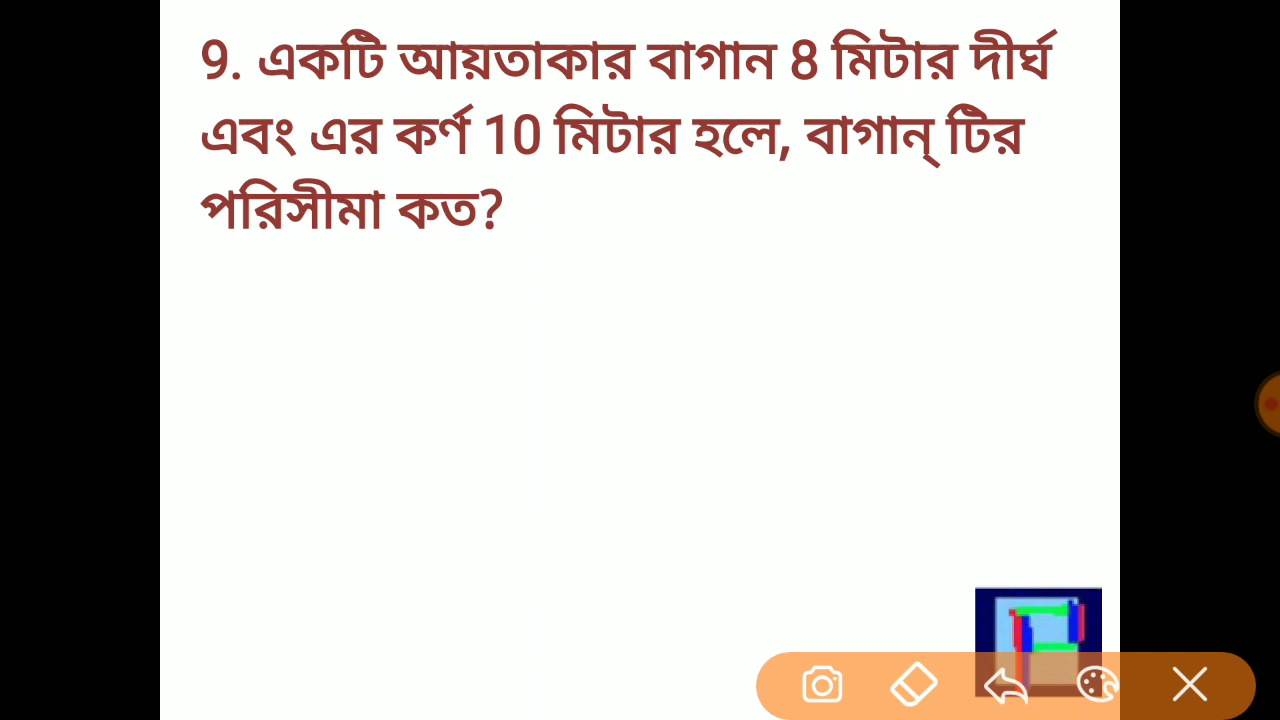 9. একটি আয়তাকার বাগান 8 মিটার দীর্ঘ
এবং এর কর্ণ 10 মিটার হলে, বাগান্ টির
পরিসীমা কত?